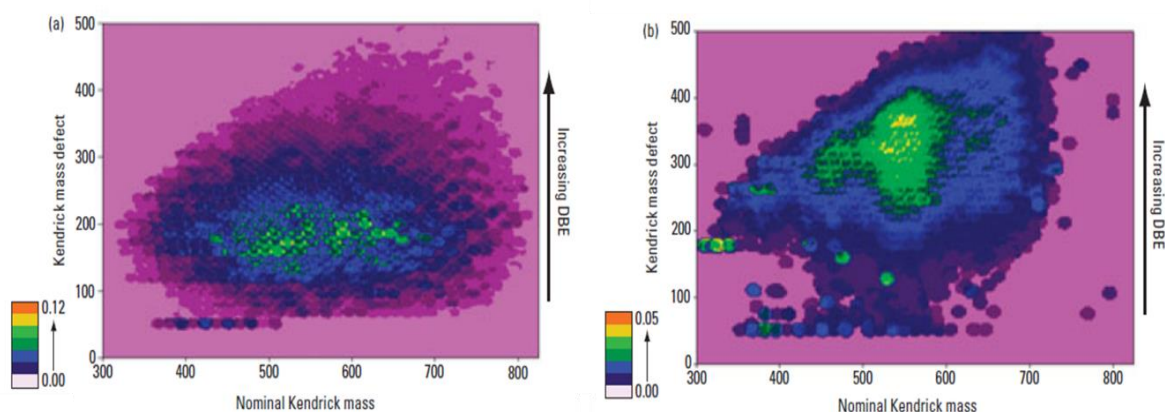 (a)
500
400
300
200
100
0
Kendrick mass defect
Increasing DBE
0.12
0.00
300 400 500 600 700 800
Nominal Kendrick mass
(b)
500
400
300
200
100
0
Kendrick mass defect
Increasing DBE
0.05
0.00
300 400 500 600 700 800
Nominal Kendrick mass